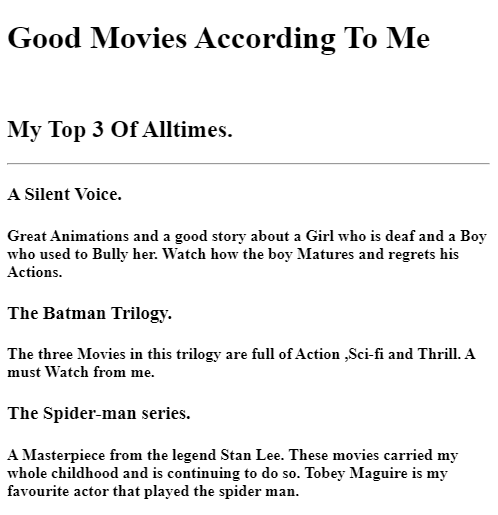 Good Movies According To Me
My Top 3 Of Alltimes.
A Silent Voice.
Great Animations and a good story about a Girl who is deaf and a Boy
who used to Bully her. Watch how the boy Matures and regrets his
Actions.
The Batman Trilogy.
The three Movies in this trilogy are full of Action ,Sci-fi and Thrill. A
must Watch from me.
The Spider-man series.
A Masterpiece from the legend Stan Lee. These movies carried my
whole childhood and is continuing to do so. Tobey Maguire is my
favourite actor that played the spider man.